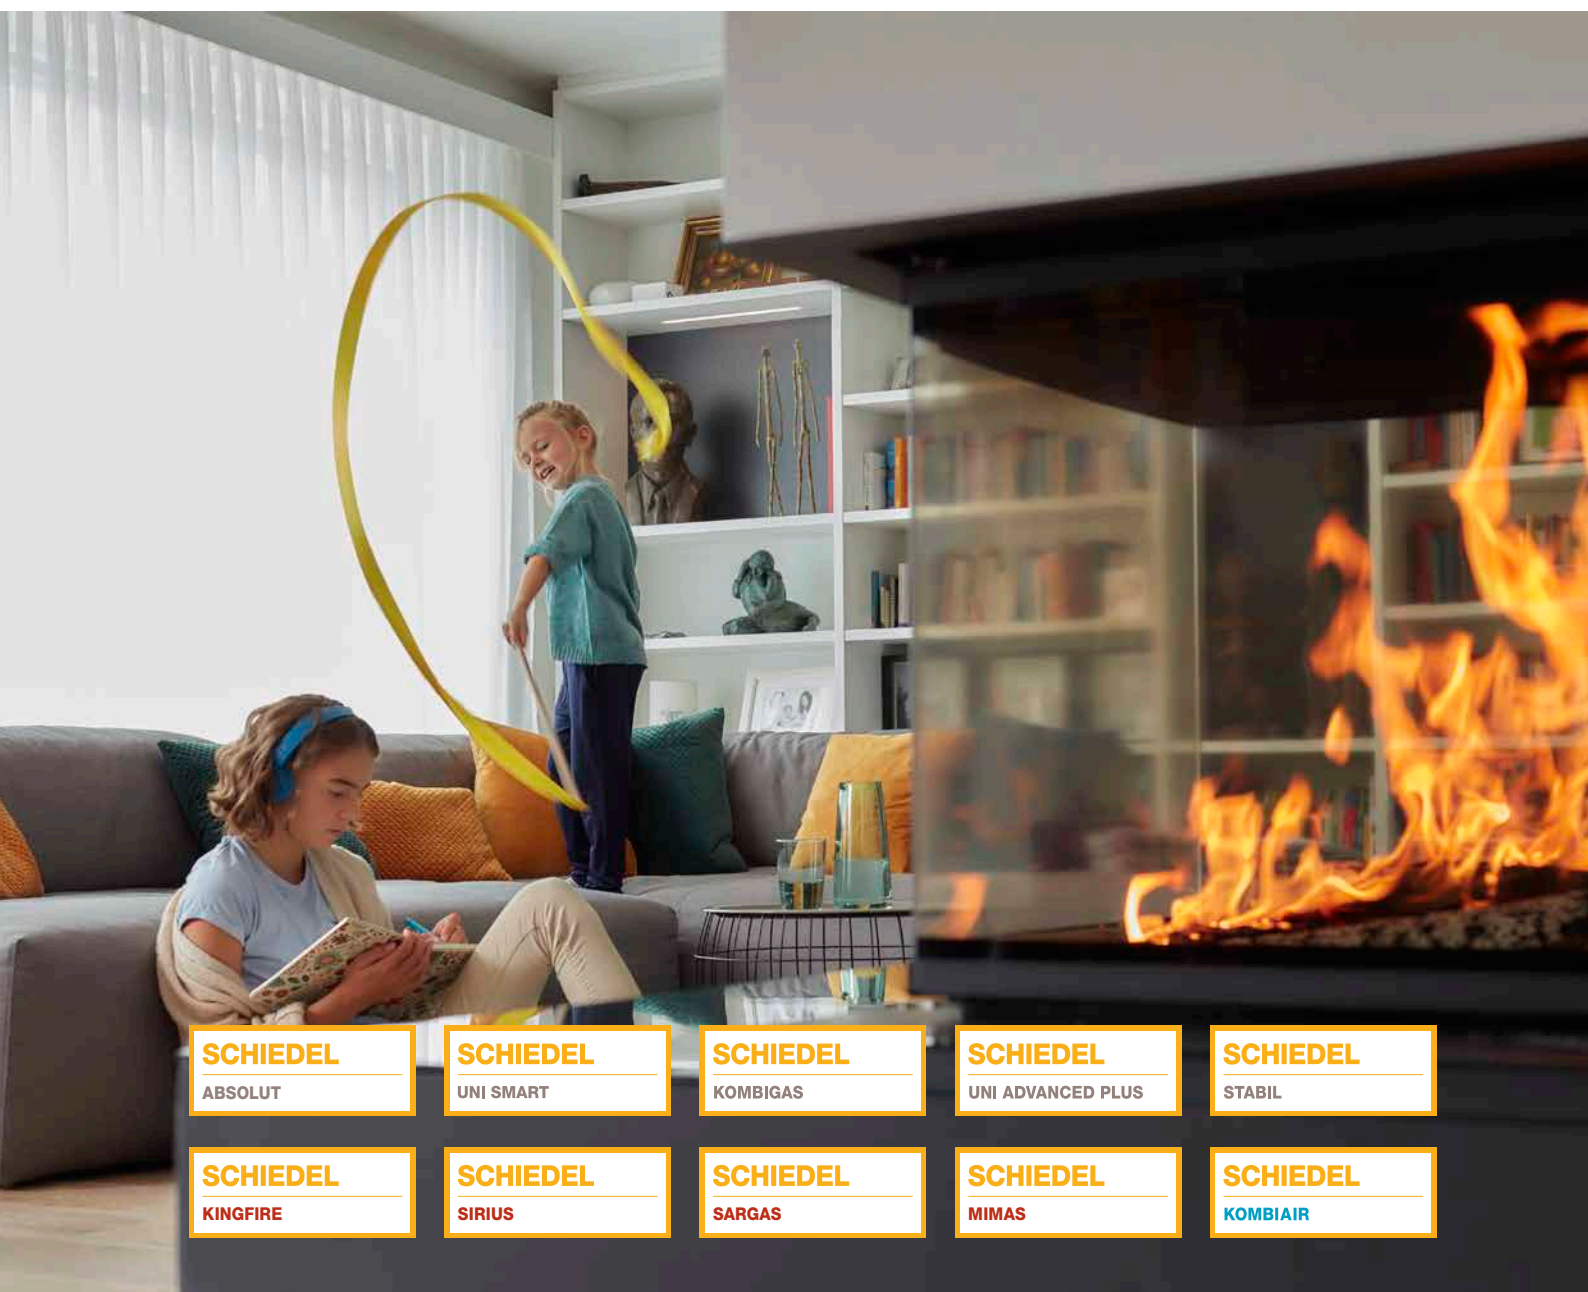 SCHIEDEL
ABSOLUT
SCHIEDEL
UNI SMART
SCHIEDEL
KOMBIGAS
SCHIEDEL
UNI ADVANCED PLUS
SCHIEDEL
STABIL
SCHIEDEL
KINGFIRE
SCHIEDEL
SIRIUS
SCHIEDEL
SARGAS
SCHIEDEL
MIMAS
SCHIEDEL
KOMBIAIR